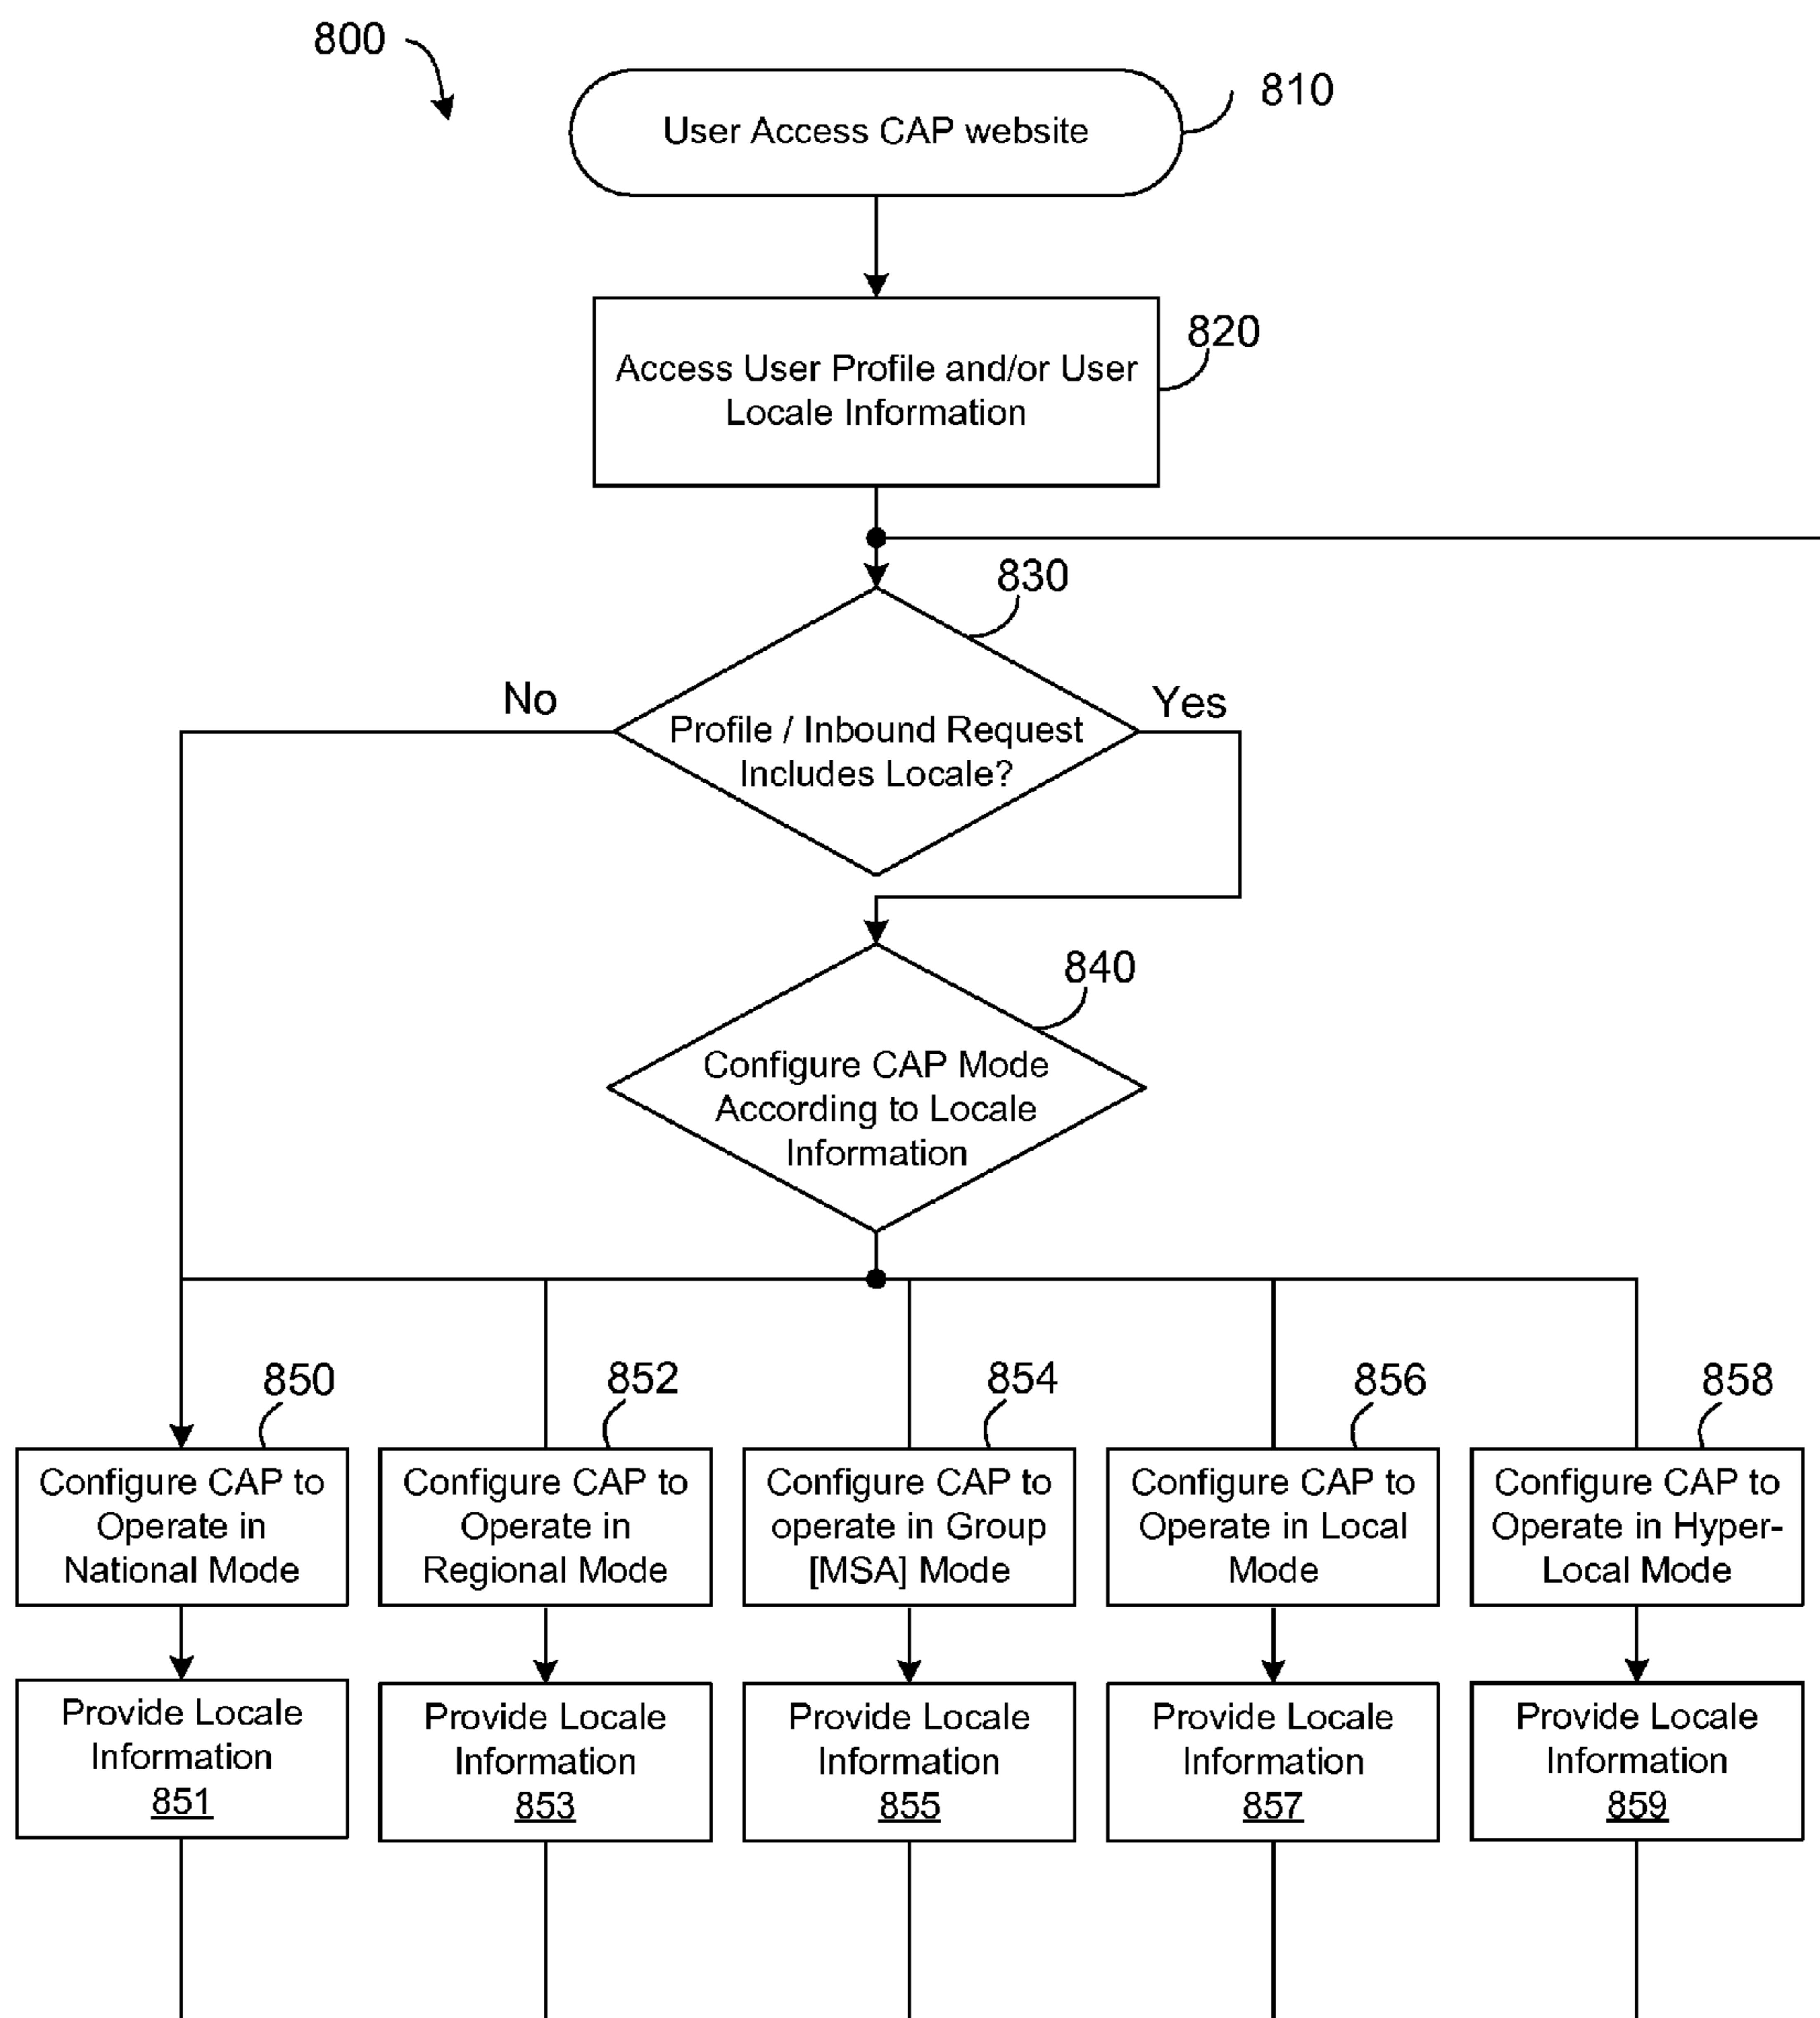 800
810
User Access CAP website
820
Access User Profile and/or User
Locale Information
830
No
Yes
Profile / Inbound Request
Includes Locale?
840
Configure CAP Mode
According to Locale
Information
850
852
854
856
858
Configure CAP to
Operate in
National Mode
Configure CAP to
Operate in
Regional Mode
Configure CAP to
operate in Group
[MSA] Mode
Configure CAP to
Operate in Local
Mode
Configure CAP to
Operate in Hyper-
Local Mode
Provide Locale
Information
851
Provide Locale
Information
853
Provide Locale
Information
855
Provide Locale
Information
857
Provide Locale
Information
859